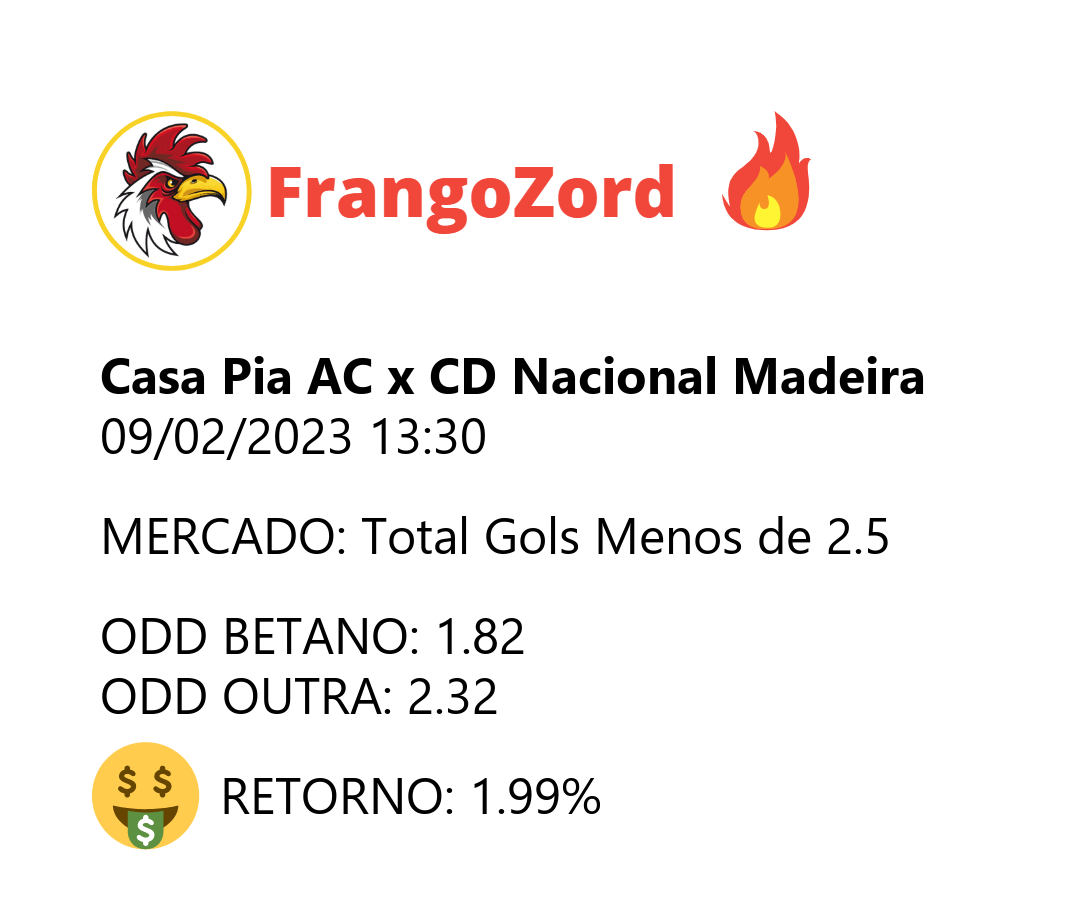 FrangoZord
Casa Pia AC x CD Nacional Madeira
09/02/2023 13:30
MERCADO: Total Gols Menos de 2.5
ODD BETANO: 1.82
ODD OUTRA: 2.32
$ $
$
RETORNO: 1.99%